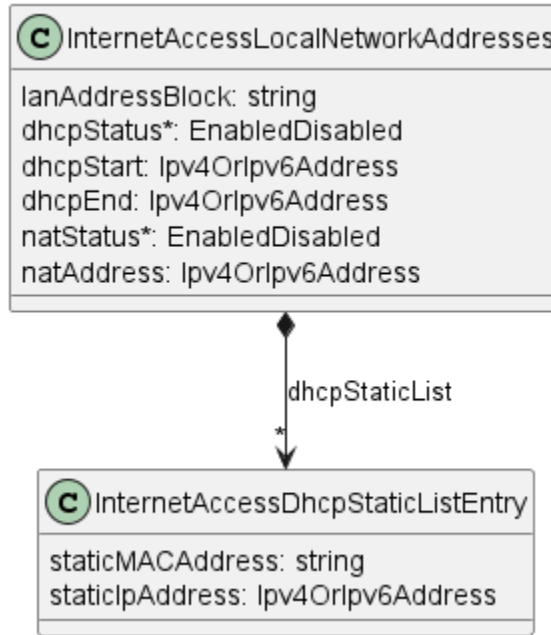 C InternetAccessLocalNetworkAddresses
lanAddressBlock: string
dhcpStatus*: EnabledDisabled
dhcpStart: Ipv4OrIpv6Address
dhcpEnd: Ipv4OrIpv6Address
natStatus*: EnabledDisabled
natAddress: Ipv4OrIpv6Address
dhcpStaticList
*
C InternetAccessDhcpStaticListEntry
staticMACAddress: string
staticIpAddress: Ipv4OrIpv6Address